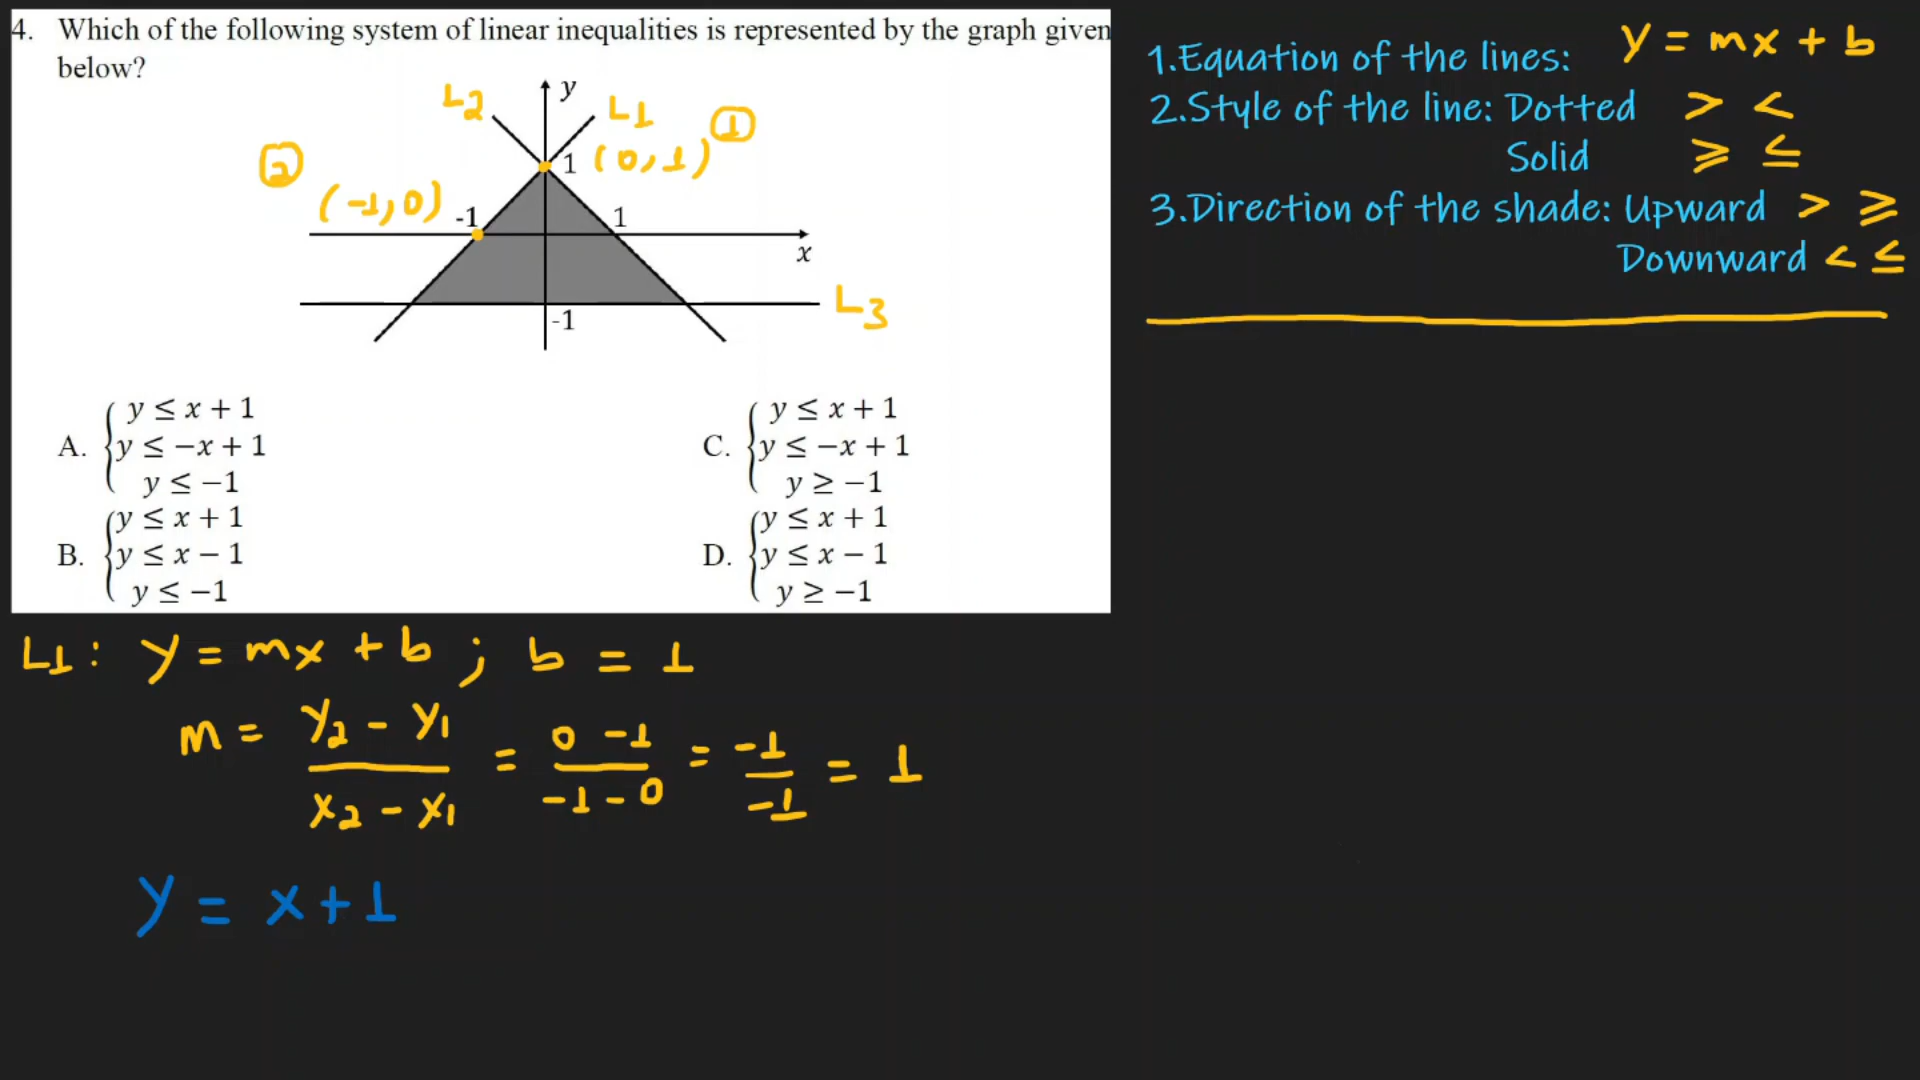 4. Which of the following system of linear inequalities is represented by the graph given below?
L2
y
L1
(0,1) 1
1
2
(-1,0)
-1
1
x
L3
-1
A. { y ≤ x + 1
y ≤ −x + 1
y ≤ −1
B. { y ≤ x + 1
y ≤ x − 1
y ≤ −1
C. { y ≤ x + 1
y ≤ −x + 1
y ≥ −1
D. { y ≤ x + 1
y ≤ x − 1
y ≥ −1
1.Equation of the lines: y = mx + b
2.Style of the line: Dotted > <
Solid ≥ ≤
3.Direction of the shade: Upward > ≥
Downward < ≤
L1: y = mx + b ; b = 1
m = (y2 - y1)/(x2 - x1) = (0 - 1)/(-1 - 0) = -1/-1 = 1
y = x + 1